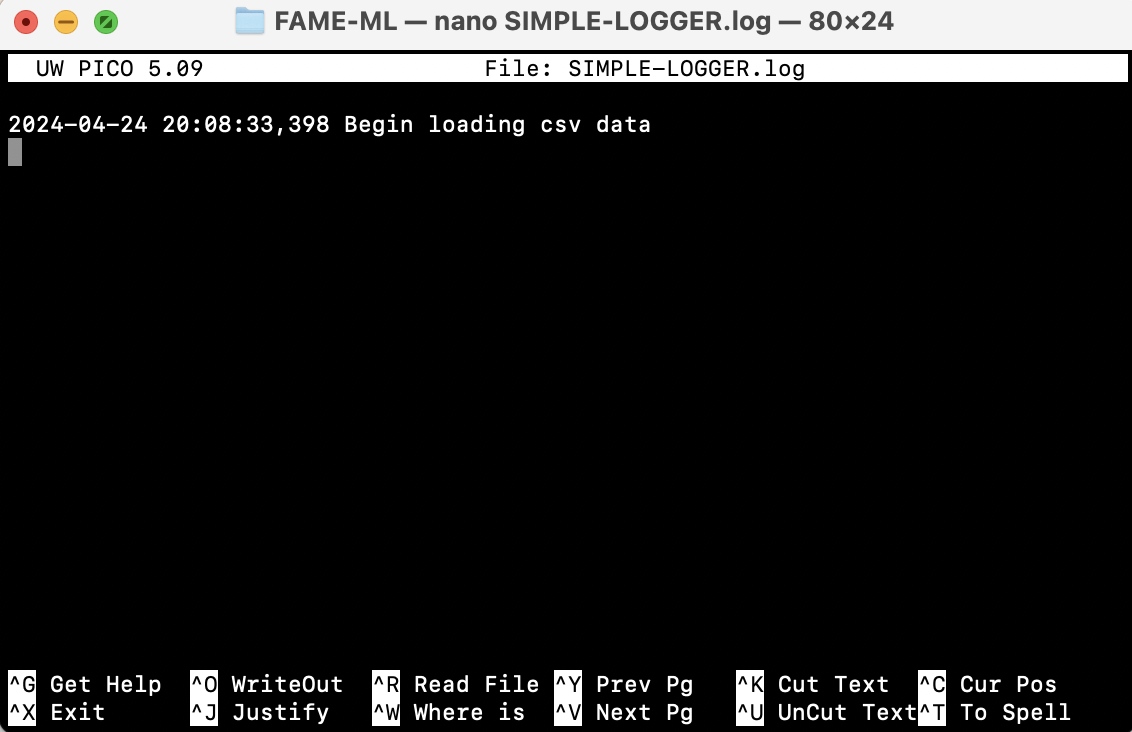 FAME-ML — nano SIMPLE-LOGGER.log — 80×24
UW PICO 5.09 File: SIMPLE-LOGGER.log
2024-04-24 20:08:33,398 Begin loading csv data
^G Get Help ^O WriteOut ^R Read File ^Y Prev Pg ^K Cut Text ^C Cur Pos
^X Exit ^J Justify ^W Where is ^V Next Pg ^U UnCut Text ^T To Spell